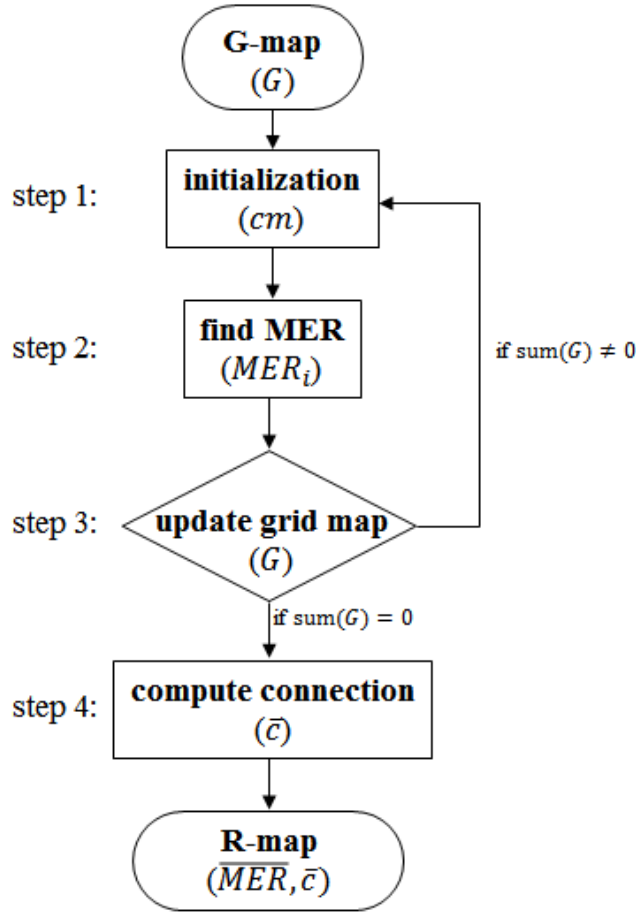 G-map
(G)
step 1:
initialization
(cm)
step 2:
find MER
(MERᵢ)
if sum(G) ≠ 0
step 3:
update grid map
(G)
if sum(G) = 0
step 4:
compute connection
(c̄)
R-map
(M̅E̅R̅, c̄)